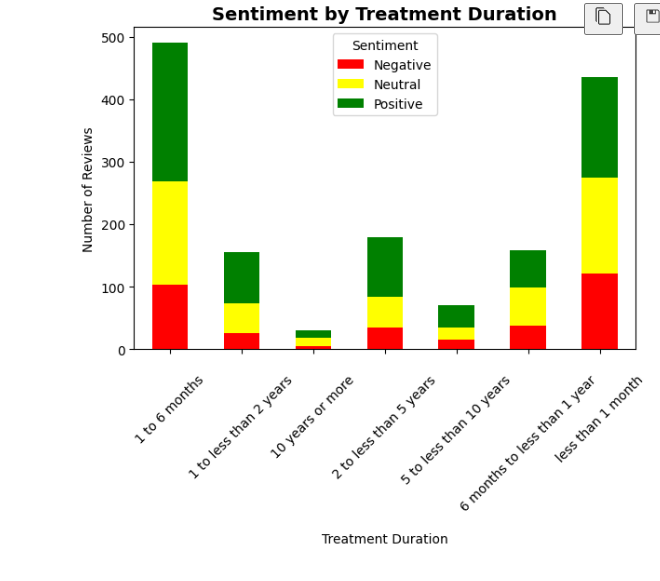 Sentiment by Treatment Duration
Sentiment
Negative
Neutral
Positive
Number of Reviews
500
400
300
200
100
0
1 to 6 months
1 to less than 2 years
10 years or more
2 to less than 5 years
5 to less than 10 years
6 months to less than 1 year
less than 1 month
Treatment Duration